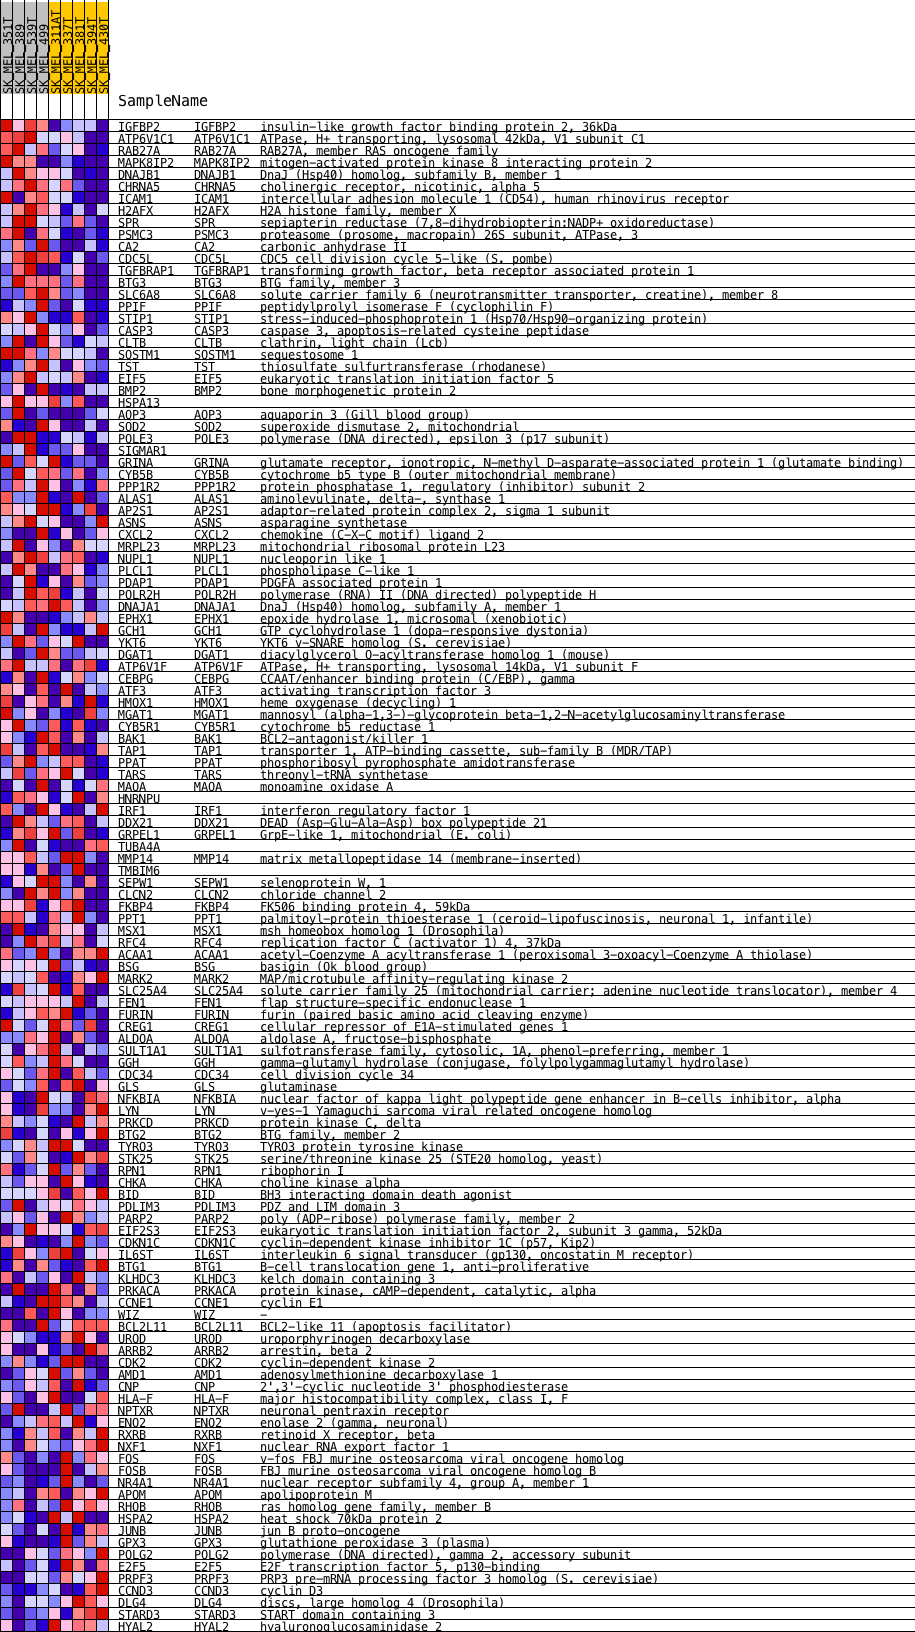 SK_MEL_351T
SK_MEL_389
SK_MEL_539T
SK_MEL_499
SK_MEL_311AT
SK_MEL_337T
SK_MEL_381T
SK_MEL_394T
SK_MEL_430T
SampleName
IGFBP2 IGFBP2 insulin-like growth factor binding protein 2, 36kDa
ATP6V1C1 ATP6V1C1 ATPase, H+ transporting, lysosomal 42kDa, V1 subunit C1
RAB27A RAB27A RAB27A, member RAS oncogene family
MAPK8IP2 MAPK8IP2 mitogen-activated protein kinase 8 interacting protein 2
DNAJB1 DNAJB1 DnaJ (Hsp40) homolog, subfamily B, member 1
CHRNA5 CHRNA5 cholinergic receptor, nicotinic, alpha 5
ICAM1 ICAM1 intercellular adhesion molecule 1 (CD54), human rhinovirus receptor
H2AFX H2AFX H2A histone family, member X
SPR SPR sepiapterin reductase (7,8-dihydrobiopterin:NADP+ oxidoreductase)
PSMC3 PSMC3 proteasome (prosome, macropain) 26S subunit, ATPase, 3
CA2 CA2 carbonic anhydrase II
CDC5L CDC5L CDC5 cell division cycle 5-like (S. pombe)
TGFBRAP1 TGFBRAP1 transforming growth factor, beta receptor associated protein 1
BTG3 BTG3 BTG family, member 3
SLC6A8 SLC6A8 solute carrier family 6 (neurotransmitter transporter, creatine), member 8
PPIF PPIF peptidylprolyl isomerase F (cyclophilin F)
STIP1 STIP1 stress-induced-phosphoprotein 1 (Hsp70/Hsp90-organizing protein)
CASP3 CASP3 caspase 3, apoptosis-related cysteine peptidase
CLTB CLTB clathrin, light chain (Lcb)
SQSTM1 SQSTM1 sequestosome 1
TST TST thiosulfate sulfurtransferase (rhodanese)
EIF5 EIF5 eukaryotic translation initiation factor 5
BMP2 BMP2 bone morphogenetic protein 2
HSPA13
AQP3 AQP3 aquaporin 3 (Gill blood group)
SOD2 SOD2 superoxide dismutase 2, mitochondrial
POLE3 POLE3 polymerase (DNA directed), epsilon 3 (p17 subunit)
SIGMAR1
GRINA GRINA glutamate receptor, ionotropic, N-methyl D-asparate-associated protein 1 (glutamate binding)
CYB5B CYB5B cytochrome b5 type B (outer mitochondrial membrane)
PPP1R2 PPP1R2 protein phosphatase 1, regulatory (inhibitor) subunit 2
ALAS1 ALAS1 aminolevulinate, delta-, synthase 1
AP2S1 AP2S1 adaptor-related protein complex 2, sigma 1 subunit
ASNS ASNS asparagine synthetase
CXCL2 CXCL2 chemokine (C-X-C motif) ligand 2
MRPL23 MRPL23 mitochondrial ribosomal protein L23
NUPL1 NUPL1 nucleoporin like 1
PLCL1 PLCL1 phospholipase C-like 1
PDAP1 PDAP1 PDGFA associated protein 1
POLR2H POLR2H polymerase (RNA) II (DNA directed) polypeptide H
DNAJA1 DNAJA1 DnaJ (Hsp40) homolog, subfamily A, member 1
EPHX1 EPHX1 epoxide hydrolase 1, microsomal (xenobiotic)
GCH1 GCH1 GTP cyclohydrolase 1 (dopa-responsive dystonia)
YKT6 YKT6 YKT6 v-SNARE homolog (S. cerevisiae)
DGAT1 DGAT1 diacylglycerol O-acyltransferase homolog 1 (mouse)
ATP6V1F ATP6V1F ATPase, H+ transporting, lysosomal 14kDa, V1 subunit F
CEBPG CEBPG CCAAT/enhancer binding protein (C/EBP), gamma
ATF3 ATF3 activating transcription factor 3
HMOX1 HMOX1 heme oxygenase (decycling) 1
MGAT1 MGAT1 mannosyl (alpha-1,3-)-glycoprotein beta-1,2-N-acetylglucosaminyltransferase
CYB5R1 CYB5R1 cytochrome b5 reductase 1
BAK1 BAK1 BCL2-antagonist/killer 1
TAP1 TAP1 transporter 1, ATP-binding cassette, sub-family B (MDR/TAP)
PPAT PPAT phosphoribosyl pyrophosphate amidotransferase
TARS TARS threonyl-tRNA synthetase
MAOA MAOA monoamine oxidase A
HNRNPU
IRF1 IRF1 interferon regulatory factor 1
DDX21 DDX21 DEAD (Asp-Glu-Ala-Asp) box polypeptide 21
GRPEL1 GRPEL1 GrpE-like 1, mitochondrial (E. coli)
TUBA4A
MMP14 MMP14 matrix metallopeptidase 14 (membrane-inserted)
TMBIM6
SEPW1 SEPW1 selenoprotein W, 1
CLCN2 CLCN2 chloride channel 2
FKBP4 FKBP4 FK506 binding protein 4, 59kDa
PPT1 PPT1 palmitoyl-protein thioesterase 1 (ceroid-lipofuscinosis, neuronal 1, infantile)
MSX1 MSX1 msh homeobox homolog 1 (Drosophila)
RFC4 RFC4 replication factor C (activator 1) 4, 37kDa
ACAA1 ACAA1 acetyl-Coenzyme A acyltransferase 1 (peroxisomal 3-oxoacyl-Coenzyme A thiolase)
BSG BSG basigin (Ok blood group)
MARK2 MARK2 MAP/microtubule affinity-regulating kinase 2
SLC25A4 SLC25A4 solute carrier family 25 (mitochondrial carrier; adenine nucleotide translocator), member 4
FEN1 FEN1 flap structure-specific endonuclease 1
FURIN FURIN furin (paired basic amino acid cleaving enzyme)
CREG1 CREG1 cellular repressor of E1A-stimulated genes 1
ALDOA ALDOA aldolase A, fructose-bisphosphate
SULT1A1 SULT1A1 sulfotransferase family, cytosolic, 1A, phenol-preferring, member 1
GGH GGH gamma-glutamyl hydrolase (conjugase, folylpolygammaglutamyl hydrolase)
CDC34 CDC34 cell division cycle 34
GLS GLS glutaminase
NFKBIA NFKBIA nuclear factor of kappa light polypeptide gene enhancer in B-cells inhibitor, alpha
LYN LYN v-yes-1 Yamaguchi sarcoma viral related oncogene homolog
PRKCD PRKCD protein kinase C, delta
BTG2 BTG2 BTG family, member 2
TYRO3 TYRO3 TYRO3 protein tyrosine kinase
STK25 STK25 serine/threonine kinase 25 (STE20 homolog, yeast)
RPN1 RPN1 ribophorin I
CHKA CHKA choline kinase alpha
BID BID BH3 interacting domain death agonist
PDLIM3 PDLIM3 PDZ and LIM domain 3
PARP2 PARP2 poly (ADP-ribose) polymerase family, member 2
EIF2S3 EIF2S3 eukaryotic translation initiation factor 2, subunit 3 gamma, 52kDa
CDKN1C CDKN1C cyclin-dependent kinase inhibitor 1C (p57, Kip2)
IL6ST IL6ST interleukin 6 signal transducer (gp130, oncostatin M receptor)
BTG1 BTG1 B-cell translocation gene 1, anti-proliferative
KLHDC3 KLHDC3 kelch domain containing 3
PRKACA PRKACA protein kinase, cAMP-dependent, catalytic, alpha
CCNE1 CCNE1 cyclin E1
WIZ WIZ -
BCL2L11 BCL2L11 BCL2-like 11 (apoptosis facilitator)
UROD UROD uroporphyrinogen decarboxylase
ARRB2 ARRB2 arrestin, beta 2
CDK2 CDK2 cyclin-dependent kinase 2
AMD1 AMD1 adenosylmethionine decarboxylase 1
CNP CNP 2',3'-cyclic nucleotide 3' phosphodiesterase
HLA-F HLA-F major histocompatibility complex, class I, F
NPTXR NPTXR neuronal pentraxin receptor
ENO2 ENO2 enolase 2 (gamma, neuronal)
RXRB RXRB retinoid X receptor, beta
NXF1 NXF1 nuclear RNA export factor 1
FOS FOS v-fos FBJ murine osteosarcoma viral oncogene homolog
FOSB FOSB FBJ murine osteosarcoma viral oncogene homolog B
NR4A1 NR4A1 nuclear receptor subfamily 4, group A, member 1
APOM APOM apolipoprotein M
RHOB RHOB ras homolog gene family, member B
HSPA2 HSPA2 heat shock 70kDa protein 2
JUNB JUNB jun B proto-oncogene
GPX3 GPX3 glutathione peroxidase 3 (plasma)
POLG2 POLG2 polymerase (DNA directed), gamma 2, accessory subunit
E2F5 E2F5 E2F transcription factor 5, p130-binding
PRPF3 PRPF3 PRP3 pre-mRNA processing factor 3 homolog (S. cerevisiae)
CCND3 CCND3 cyclin D3
DLG4 DLG4 discs, large homolog 4 (Drosophila)
STARD3 STARD3 START domain containing 3
HYAL2 HYAL2 hyaluronoglucosaminidase 2